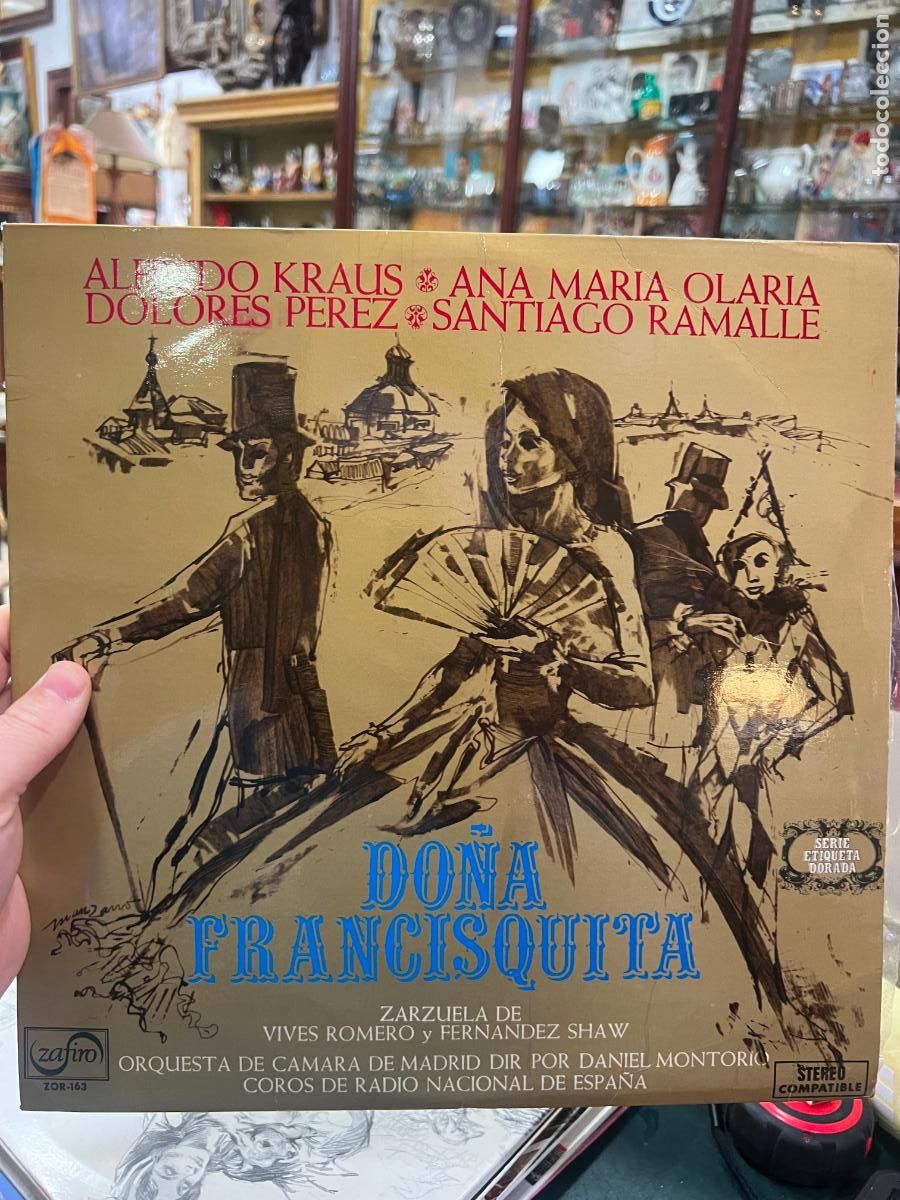 ALFREDO KRAUS ANA MARIA OLARIA
DOLORES PEREZ SANTIAGO RAMALLE
DOÑA
FRANCISQUITA
SERIE
ETIQUETA
DORADA
ZARZUELA DE
VIVES ROMERO y FERNANDEZ SHAW
ORQUESTA DE CAMARA DE MADRID DIR POR DANIEL MONTORIO
COROS DE RADIO NACIONAL DE ESPAÑA
zafiro
ZOR-163
STEREO
COMPATIBLE
todocoleccion